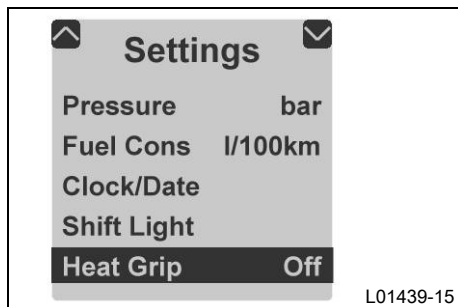 Settings
Pressure bar
Fuel Cons l/100km
Clock/Date
Shift Light
Heat Grip Off
L01439-15